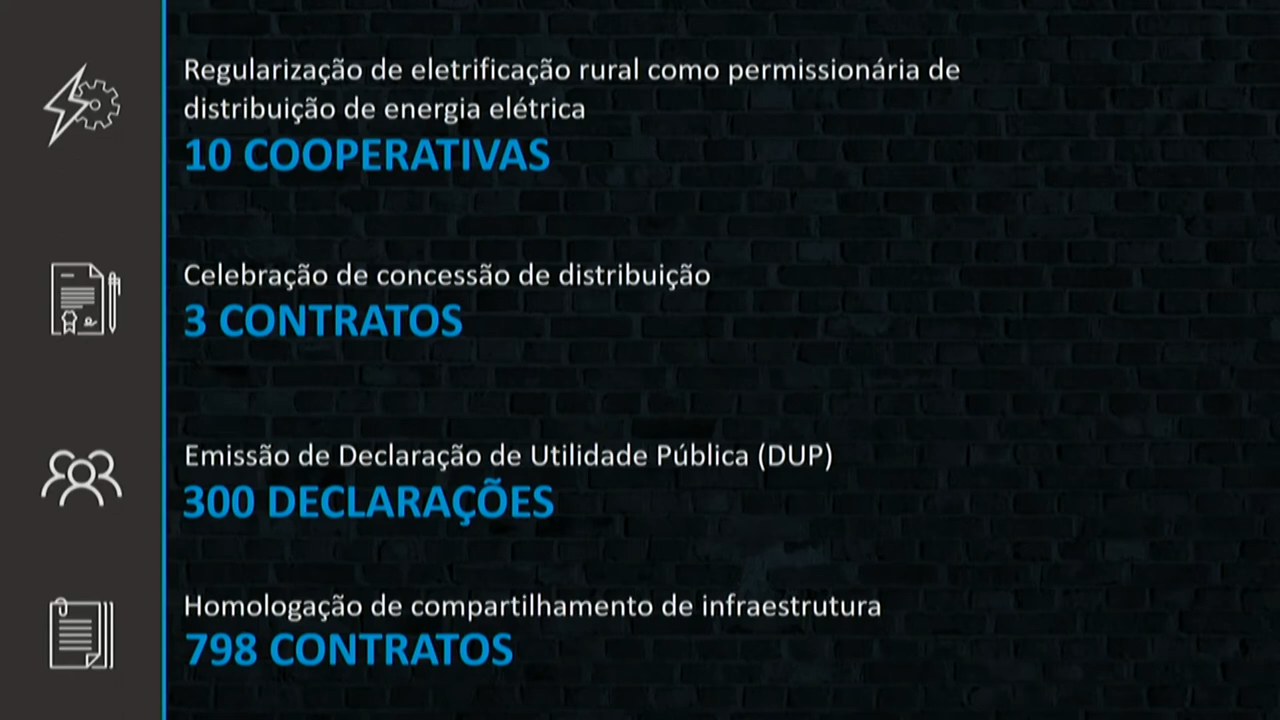 Regularização de eletrificação rural como permissionária de
distribuição de energia elétrica
10 COOPERATIVAS
Celebração de concessão de distribuição
3 CONTRATOS
Emissão de Declaração de Utilidade Pública (DUP)
300 DECLARAÇÕES
Homologação de compartilhamento de infraestrutura
798 CONTRATOS